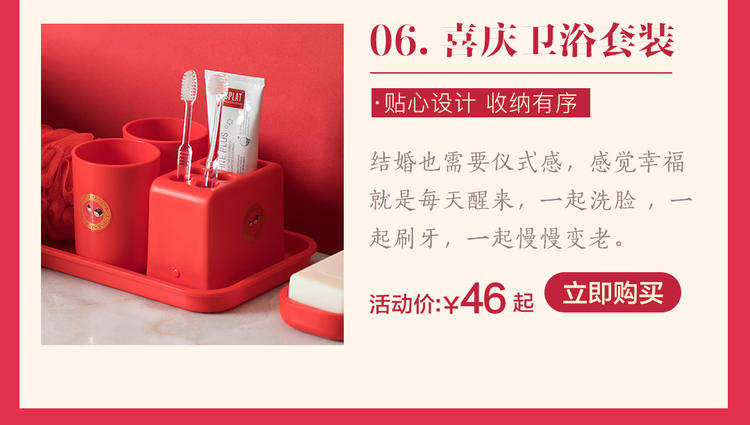 06. 喜庆卫浴套装
·贴心设计 收纳有序
结婚也需要仪式感，感觉幸福
就是每天醒来，一起洗脸，一
起刷牙，一起慢慢变老。
活动价:¥46起
立即购买
SPLAT
WHITE PLUS